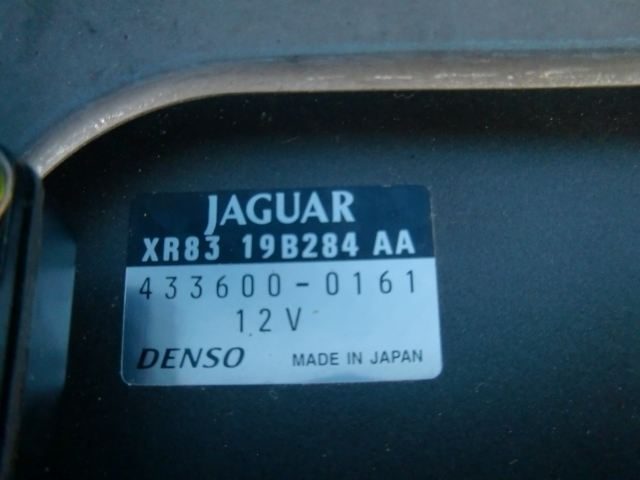 JAGUAR
XR83 19B284 AA
433600-0161
12V
DENSO MADE IN JAPAN